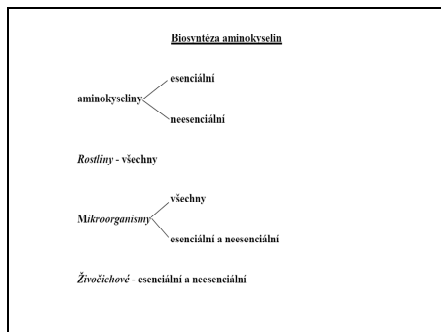 Biosyntéza aminokyselin
esenciální
aminokyseliny
neesenciální
Rostliny - všechny
všechny
Mikroorganismy
esenciální a neesenciální
Živočichové - esenciální a neesenciální